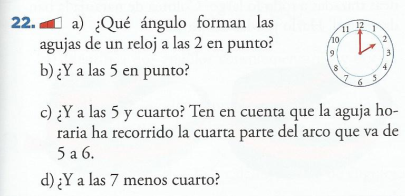 22. a) ¿Qué ángulo forman las
agujas de un reloj a las 2 en punto?
b) ¿Y a las 5 en punto?
c) ¿Y a las 5 y cuarto? Ten en cuenta que la aguja ho-
raria ha recorrido la cuarta parte del arco que va de
5 a 6.
d) ¿Y a las 7 menos cuarto?
11 12 1
10 2
9 3
8 4
7 6 5